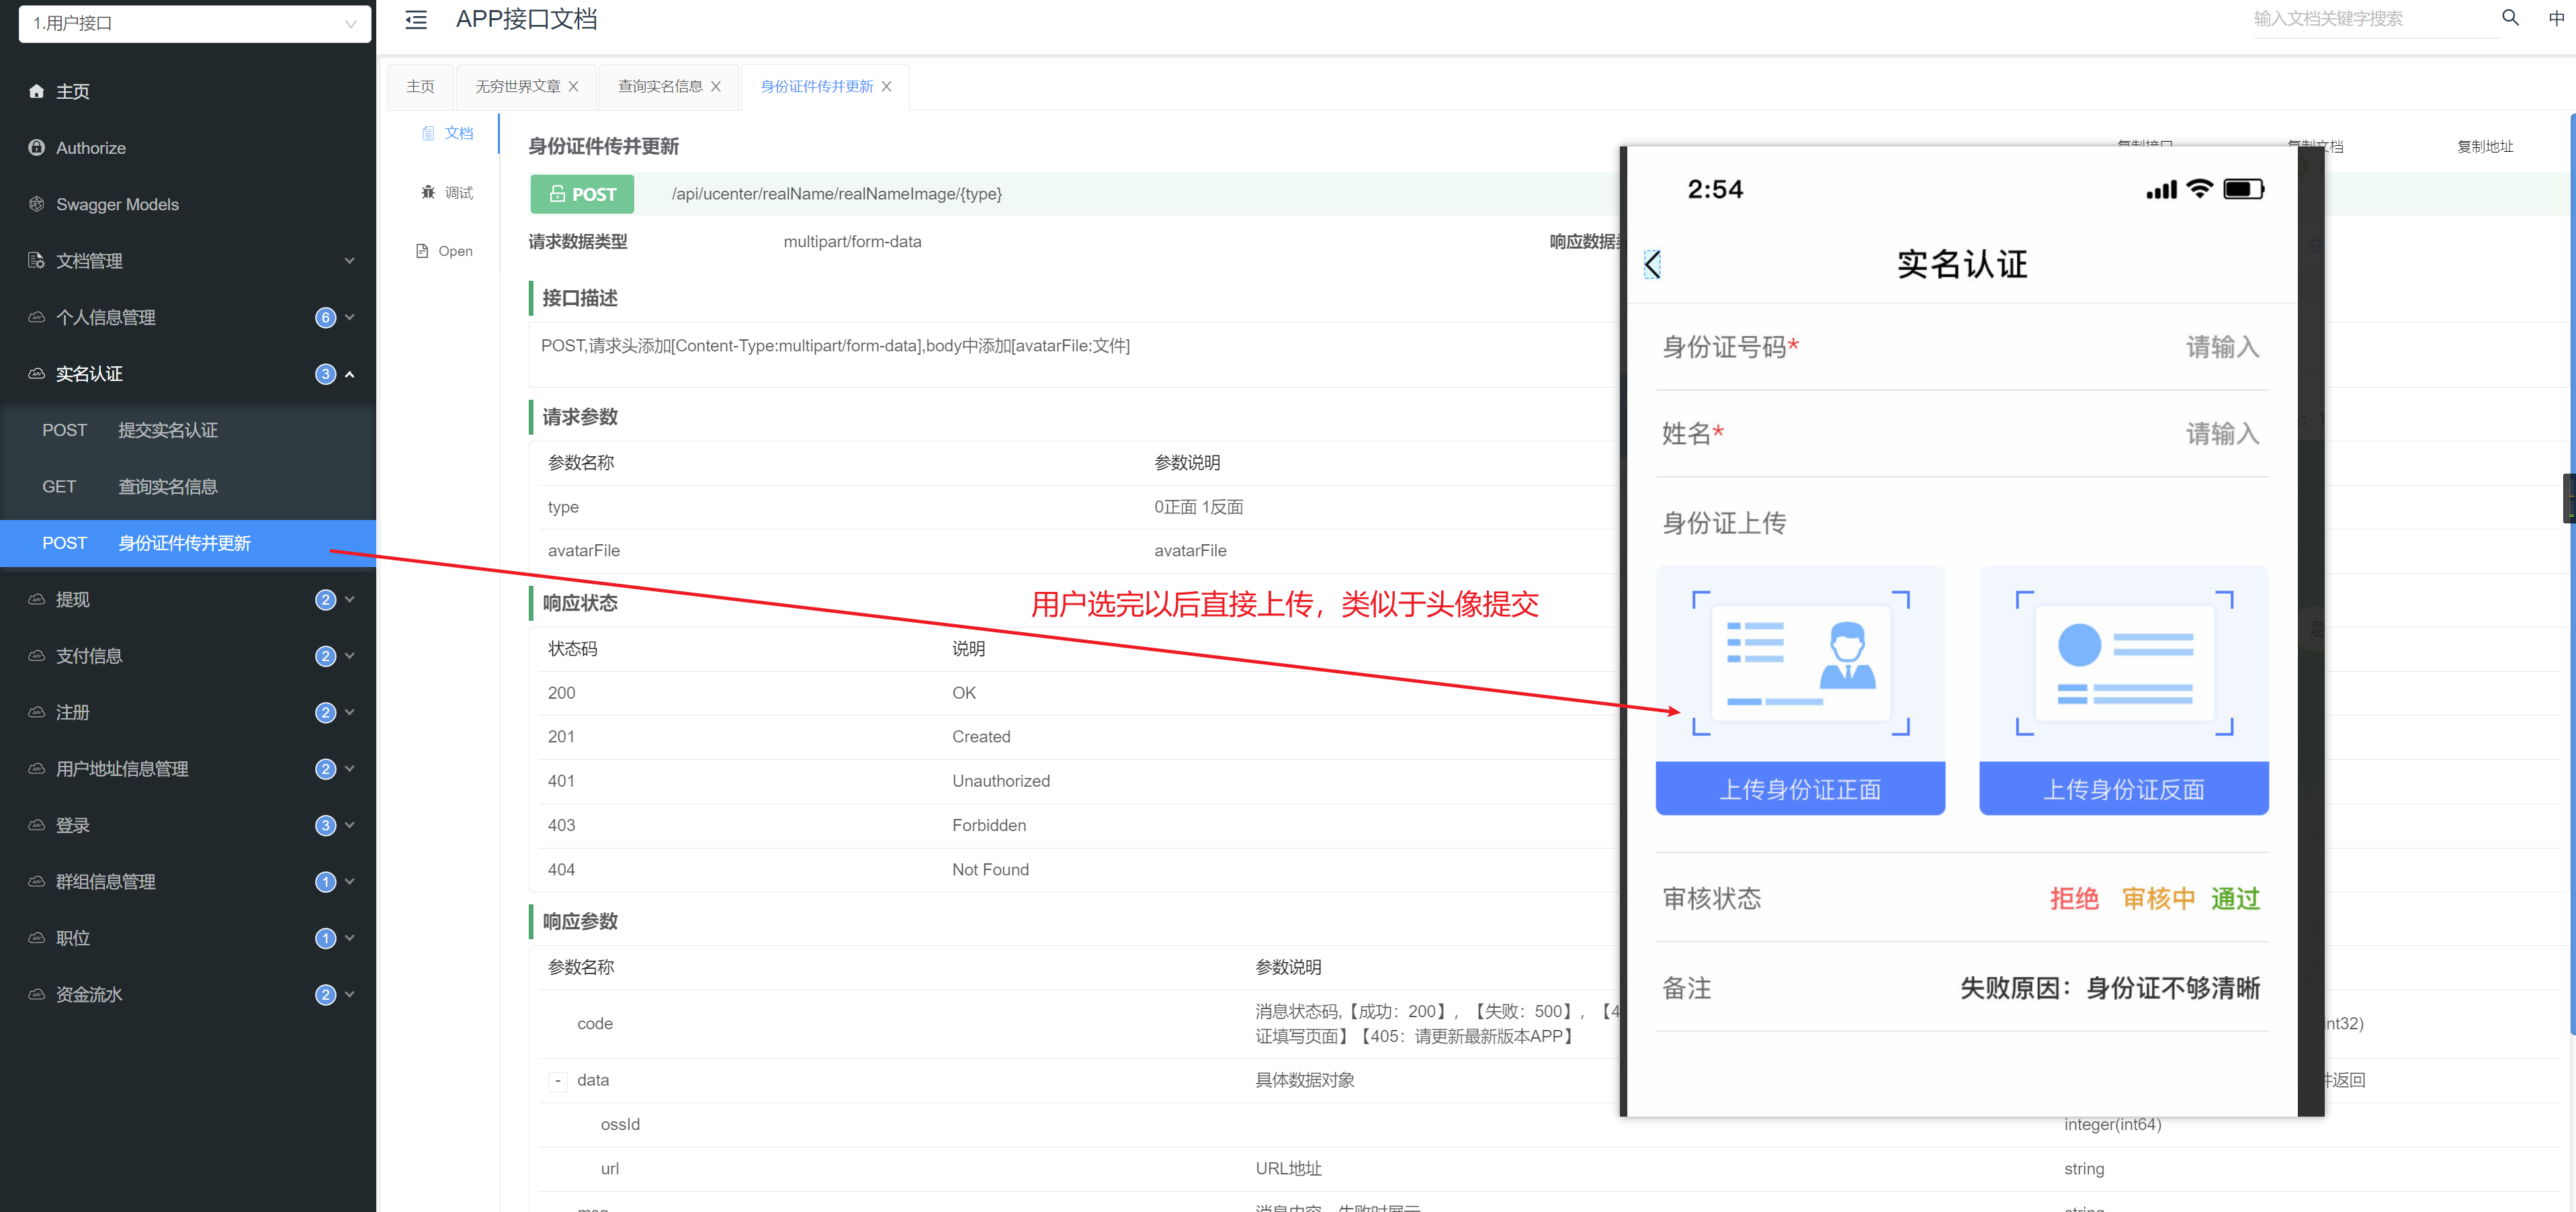 1.用户接口
APP接口文档
输入文档关键字搜索
中
主页
Authorize
Swagger Models
文档管理
个人信息管理 6
实名认证 3
POST 提交实名认证
GET 查询实名信息
POST 身份证件传并更新
提现 2
支付信息 2
注册 2
用户地址信息管理 2
登录 3
群组信息管理 1
职位 1
资金流水 2
主页 无穷世界文章 查询实名信息 身份证件传并更新
文档
调试
Open
身份证件传并更新
复制接口 复制文档 复制地址
POST /api/ucenter/realName/realNameImage/{type}
请求数据类型 multipart/form-data 响应数据
接口描述
POST,请求头添加[Content-Type:multipart/form-data],body中添加[avatarFile:文件]
请求参数
参数名称 参数说明
type 0正面 1反面
avatarFile avatarFile
响应状态
用户选完以后直接上传，类似于头像提交
状态码 说明
200 OK
201 Created
401 Unauthorized
403 Forbidden
404 Not Found
响应参数
参数名称 参数说明
code 消息状态码,【成功：200】，【失败：500】，【4
证填写页面】【405：请更新最新版本APP】
int32)
- data 具体数据对象
件返回
ossId integer(int64)
url URL地址 string
2:54
实名认证
身份证号码* 请输入
姓名* 请输入
身份证上传
上传身份证正面 上传身份证反面
审核状态 拒绝 审核中 通过
备注 失败原因：身份证不够清晰